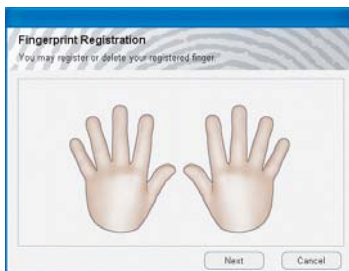 Fingerprint Registration
You may register or delete your registered finger.
Next
Cancel